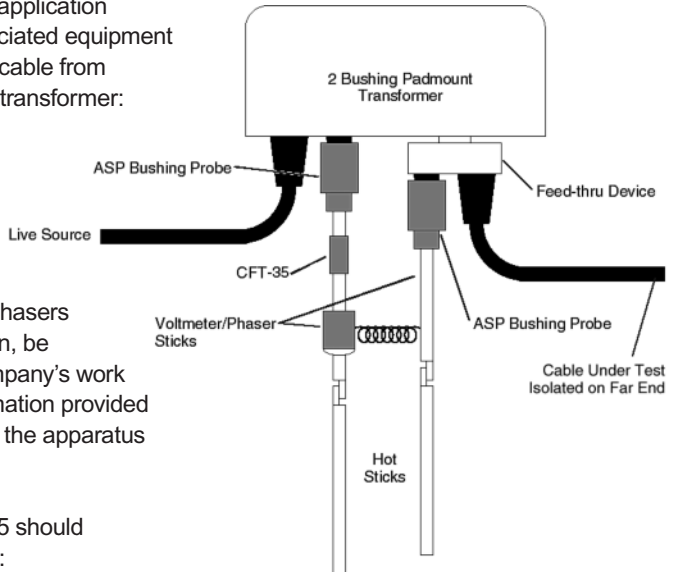 application
ciated equipment
cable from
transformer:
hasers
n, be
mpany's work
mation provided
the apparatus
5 should
:
2 Bushing Padmount
Transformer
ASP Bushing Probe
Feed-thru Device
Live Source
CFT-35
Voltmeter/Phaser
Sticks
ASP Bushing Probe
Cable Under Test
Isolated on Far End
Hot
Sticks